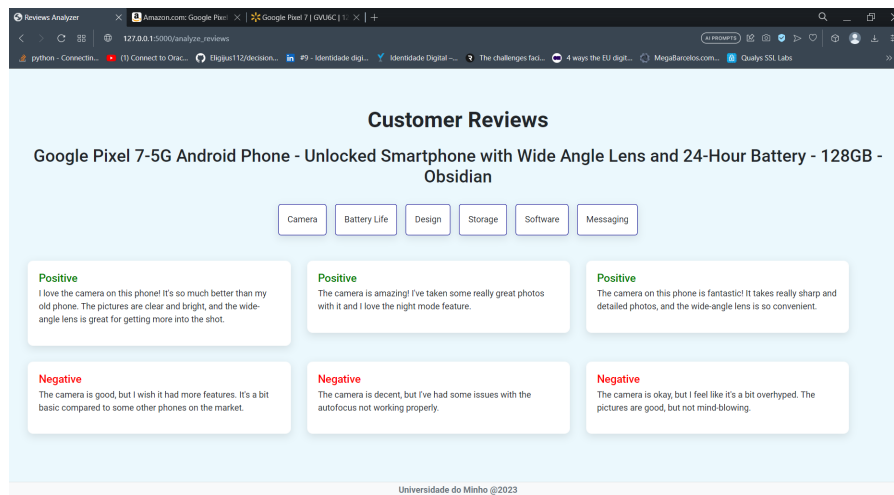 Reviews Analyzer
Amazon.com: Google Pixel
Google Pixel 7 | GVU6C | 12
127.0.0.1:5000/analyze_reviews
AI PROMPTS
python - Connectin...
(1) Connect to Orac...
Eligijus112/decision...
#9 - Identidade digi...
Identidade Digital -...
The challenges faci...
4 ways the EU digit...
MegaBarcelos.com...
Qualys SSL Labs
Customer Reviews
Google Pixel 7-5G Android Phone - Unlocked Smartphone with Wide Angle Lens and 24-Hour Battery - 128GB -
Obsidian
Camera
Battery Life
Design
Storage
Software
Messaging
Positive
I love the camera on this phone! It's so much better than my
old phone. The pictures are clear and bright, and the wide-
angle lens is great for getting more into the shot.
Positive
The camera is amazing! I've taken some really great photos
with it and I love the night mode feature.
Positive
The camera on this phone is fantastic! It takes really sharp and
detailed photos, and the wide-angle lens is so convenient.
Negative
The camera is good, but I wish it had more features. It's a bit
basic compared to some other phones on the market.
Negative
The camera is decent, but I've had some issues with the
autofocus not working properly.
Negative
The camera is okay, but I feel like it's a bit overhyped. The
pictures are good, but not mind-blowing.
Universidade do Minho @2023